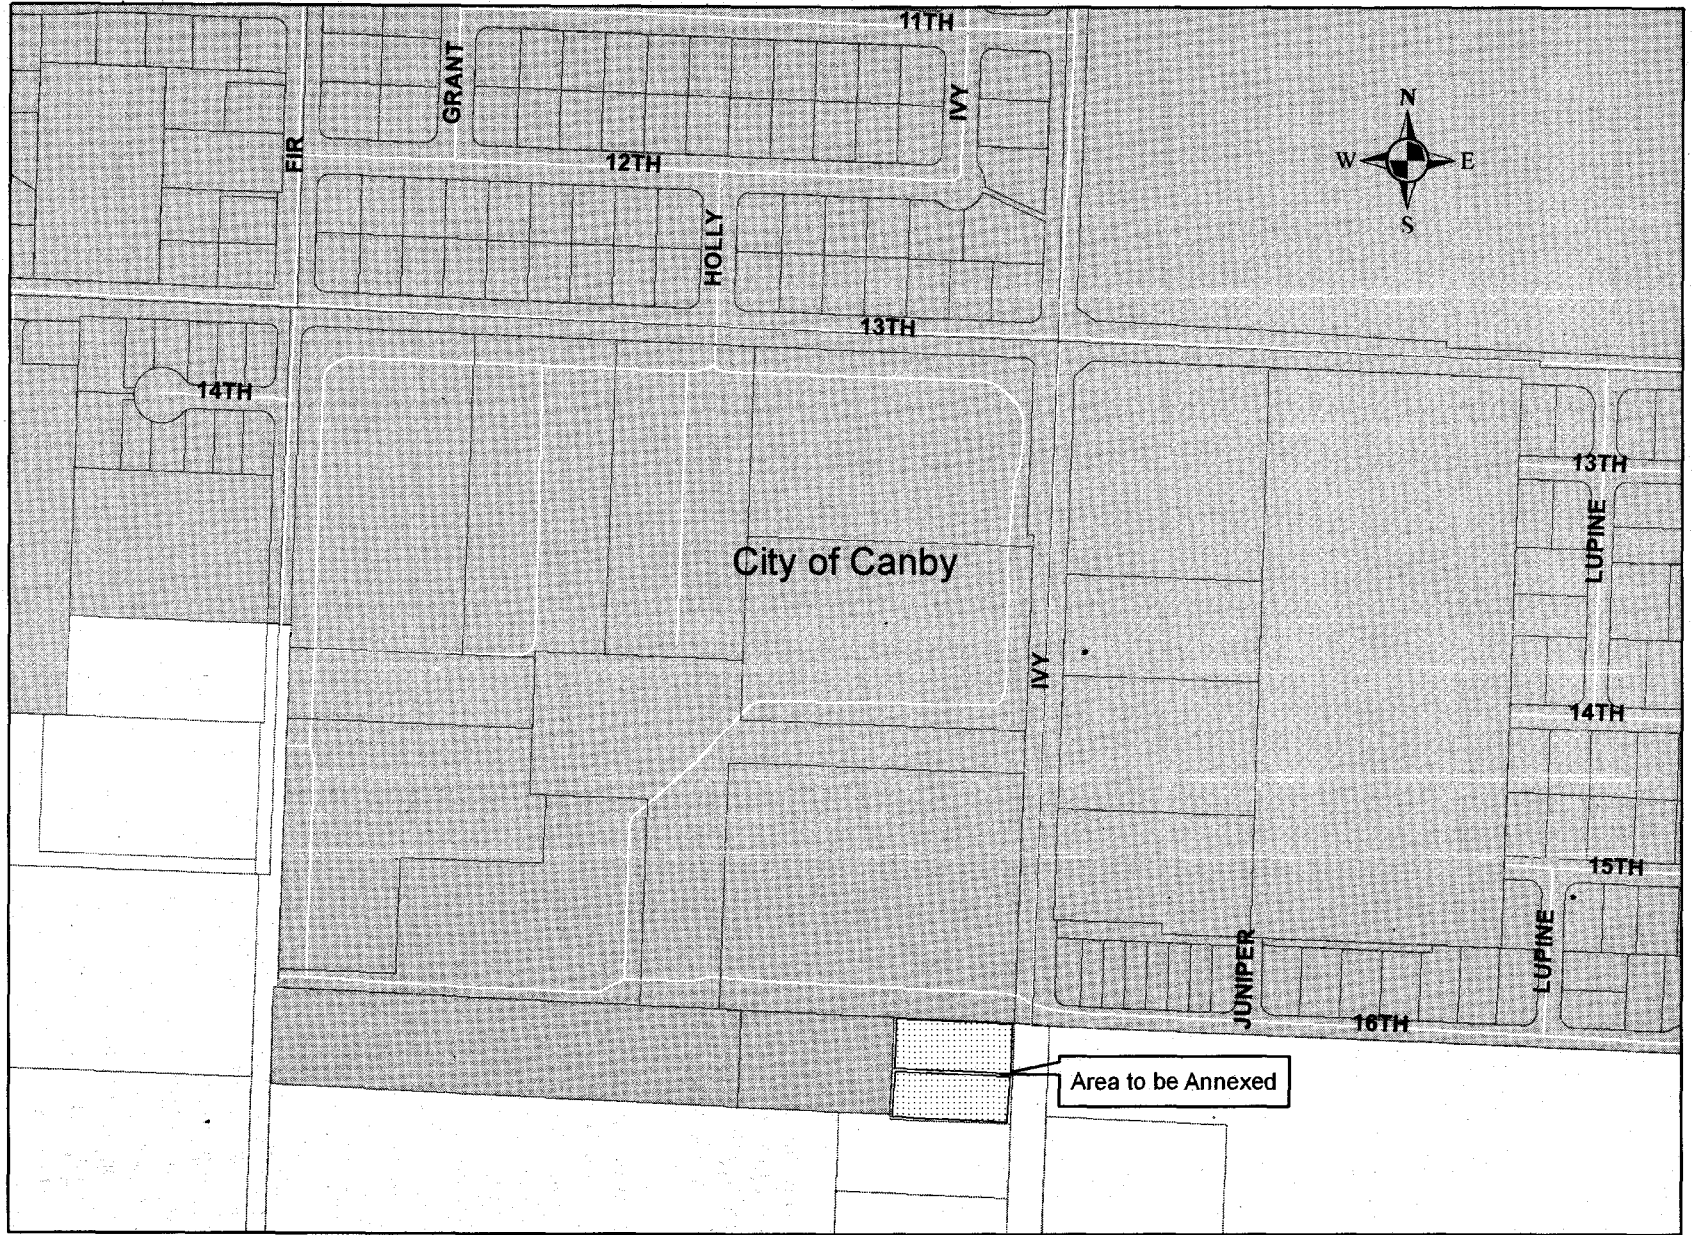 11TH
GRANT
IVY
N
W E
S
FIR
12TH
HOLLY
13TH
14TH
13TH
LUPINE
City of Canby
IVY
14TH
15TH
LUPINE
JUNIPER
16TH
Area to be Annexed